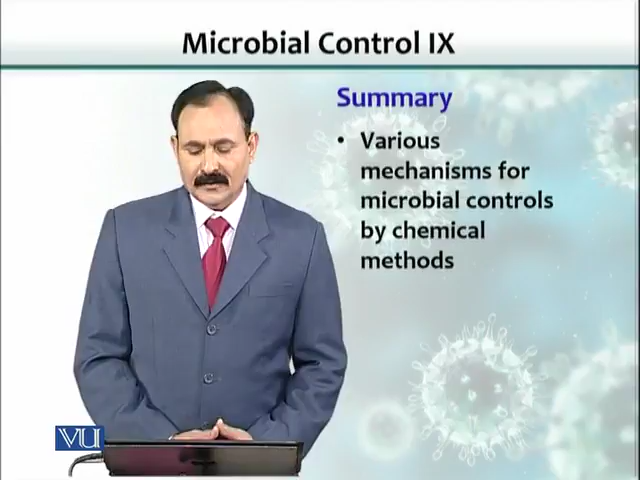 Microbial Control IX
Summary
• Various
mechanisms for
microbial controls
by chemical
methods
VU